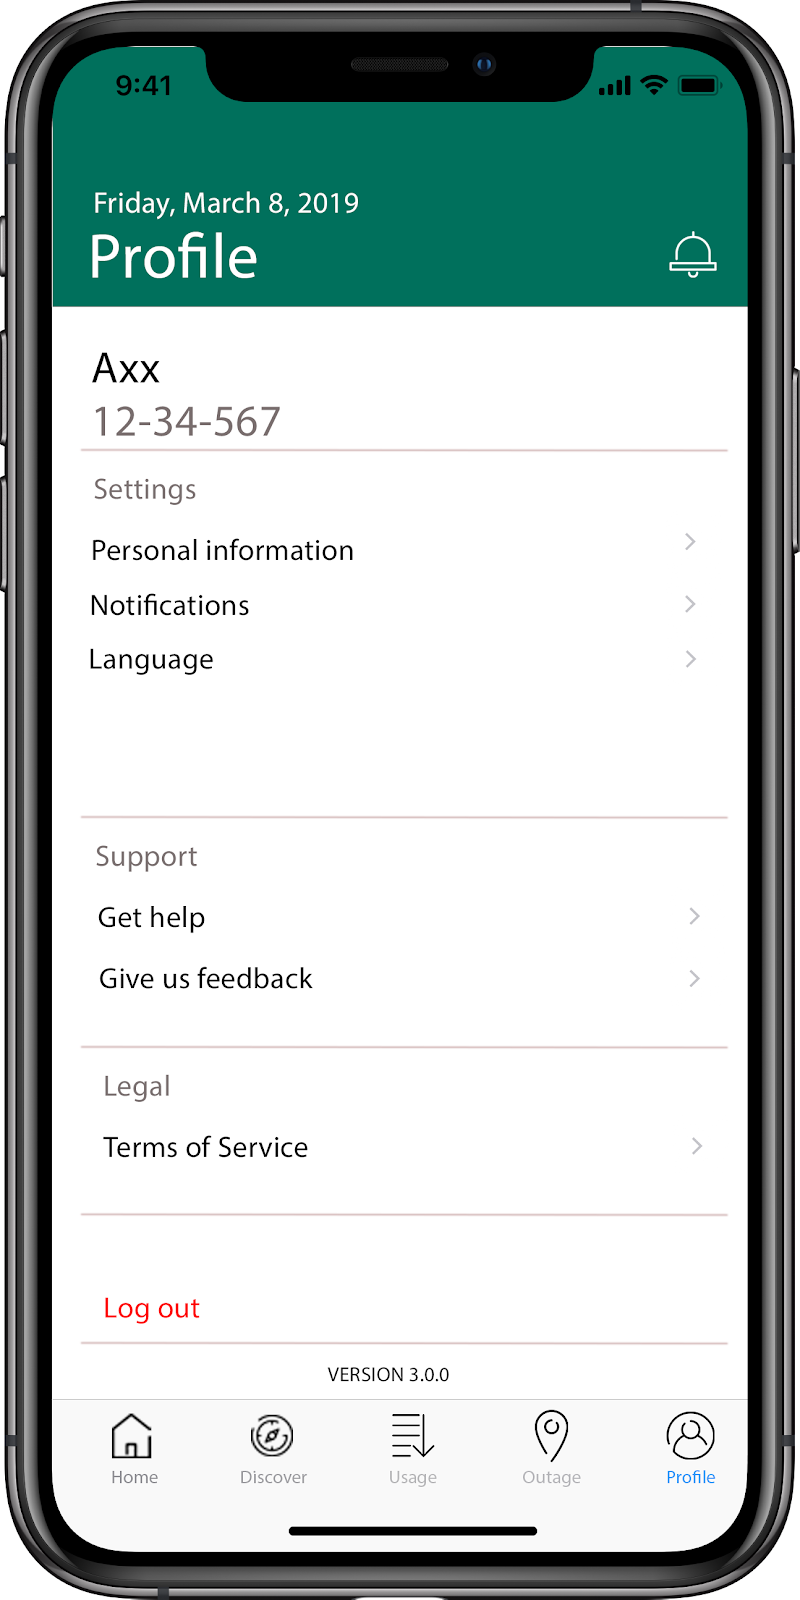 9:41
Friday, March 8, 2019
Profile
Axx
12-34-567
Settings
Personal information
Notifications
Language
Support
Get help
Give us feedback
Legal
Terms of Service
Log out
VERSION 3.0.0
Home
Discover
Usage
Outage
Profile